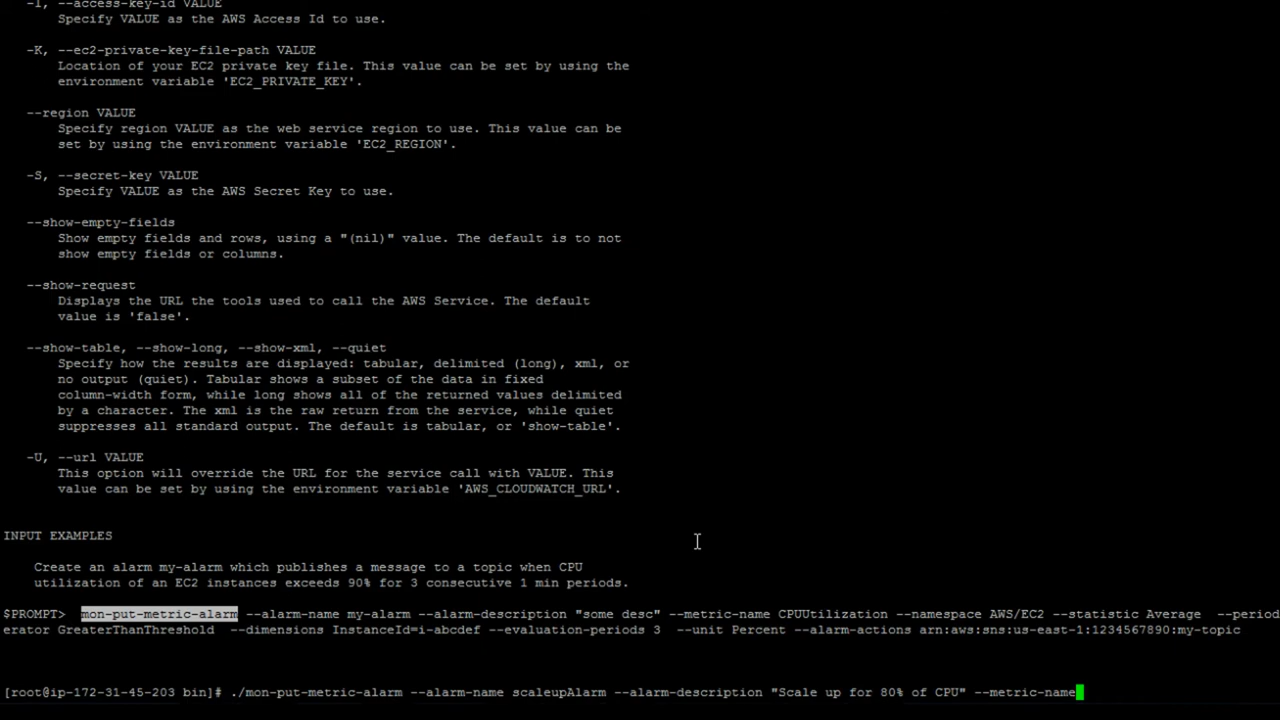 -I, --access-key-id VALUE
Specify VALUE as the AWS Access Id to use.
-K, --ec2-private-key-file-path VALUE
Location of your EC2 private key file. This value can be set by using the
environment variable 'EC2_PRIVATE_KEY'.
--region VALUE
Specify region VALUE as the web service region to use. This value can be
set by using the environment variable 'EC2_REGION'.
-S, --secret-key VALUE
Specify VALUE as the AWS Secret Key to use.
--show-empty-fields
Show empty fields and rows, using a "(nil)" value. The default is to not
show empty fields or columns.
--show-request
Displays the URL the tools used to call the AWS Service. The default
value is 'false'.
--show-table, --show-long, --show-xml, --quiet
Specify how the results are displayed: tabular, delimited (long), xml, or
no output (quiet). Tabular shows a subset of the data in fixed
column-width form, while long shows all of the returned values delimited
by a character. The xml is the raw return from the service, while quiet
suppresses all standard output. The default is tabular, or 'show-table'.
-U, --url VALUE
This option will override the URL for the service call with VALUE. This
value can be set by using the environment variable 'AWS_CLOUDWATCH_URL'.
INPUT EXAMPLES
Create an alarm my-alarm which publishes a message to a topic when CPU
utilization of an EC2 instances exceeds 90% for 3 consecutive 1 min periods.
$PROMPT> mon-put-metric-alarm --alarm-name my-alarm --alarm-description "some desc" --metric-name CPUUtilization --namespace AWS/EC2 --statistic Average --period
erator GreaterThanThreshold --dimensions InstanceId=i-abcdef --evaluation-periods 3 --unit Percent --alarm-actions arn:aws:sns:us-east-1:1234567890:my-topic
[root@ip-172-31-45-203 bin]# ./mon-put-metric-alarm --alarm-name scaleupAlarm --alarm-description "Scale up for 80% of CPU" --metric-name